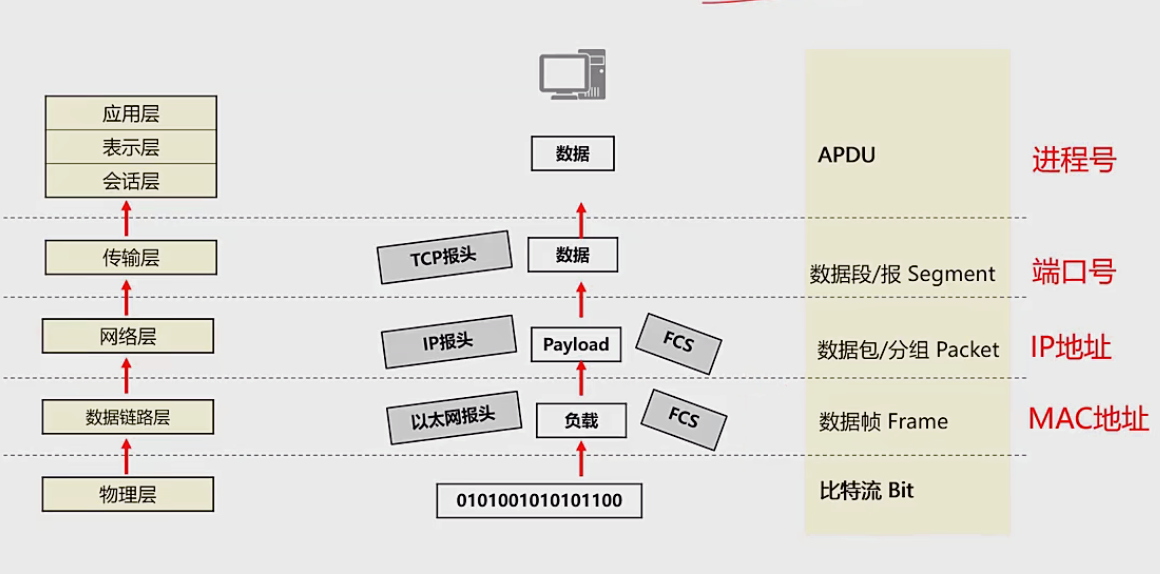 应用层
表示层
会话层
数据
APDU
进程号
传输层
TCP报头
数据
数据段/报 Segment
端口号
网络层
IP报头
Payload
FCS
数据包/分组 Packet
IP地址
数据链路层
以太网报头
负载
FCS
数据帧 Frame
MAC地址
物理层
0101001010101100
比特流 Bit